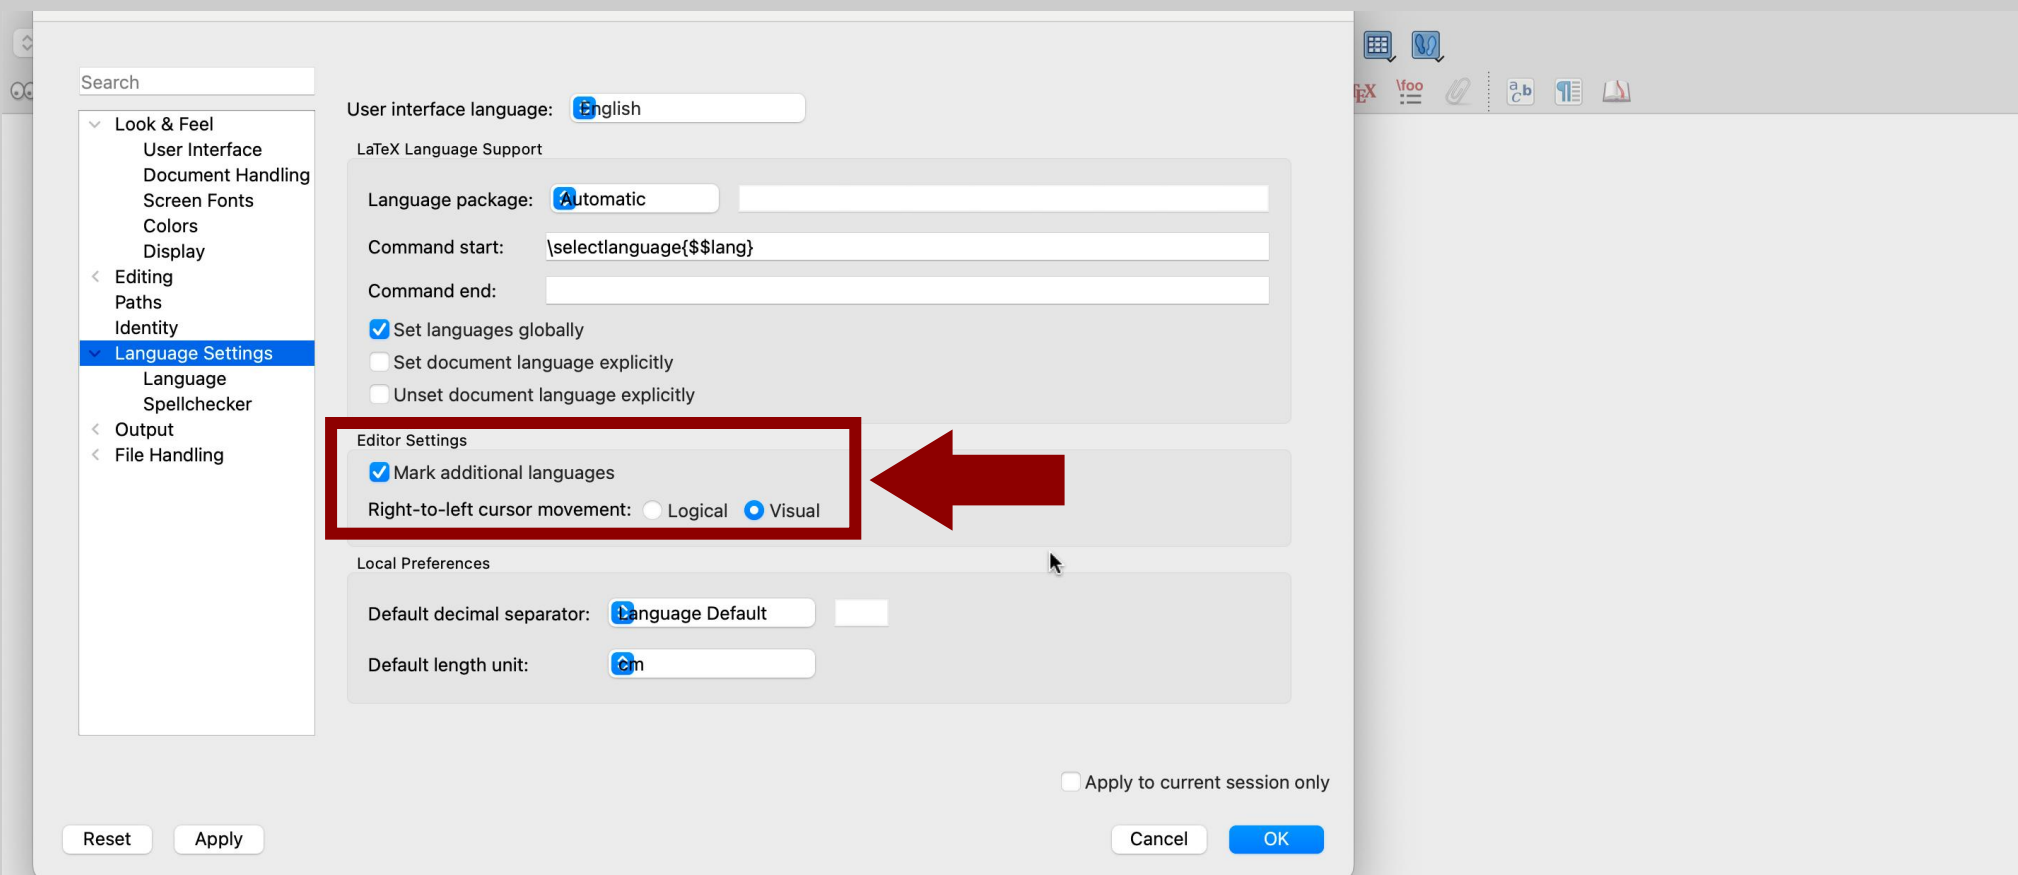 Search
Look & Feel
User Interface
Document Handling
Screen Fonts
Colors
Display
Editing
Paths
Identity
Language Settings
Language
Spellchecker
Output
File Handling
User interface language: English
LaTeX Language Support
Language package: Automatic
Command start: \selectlanguage{$$lang}
Command end:
Set languages globally
Set document language explicitly
Unset document language explicitly
Editor Settings
Mark additional languages
Right-to-left cursor movement: Logical Visual
Local Preferences
Default decimal separator: Language Default
Default length unit: cm
Apply to current session only
Reset Apply Cancel OK
\foo